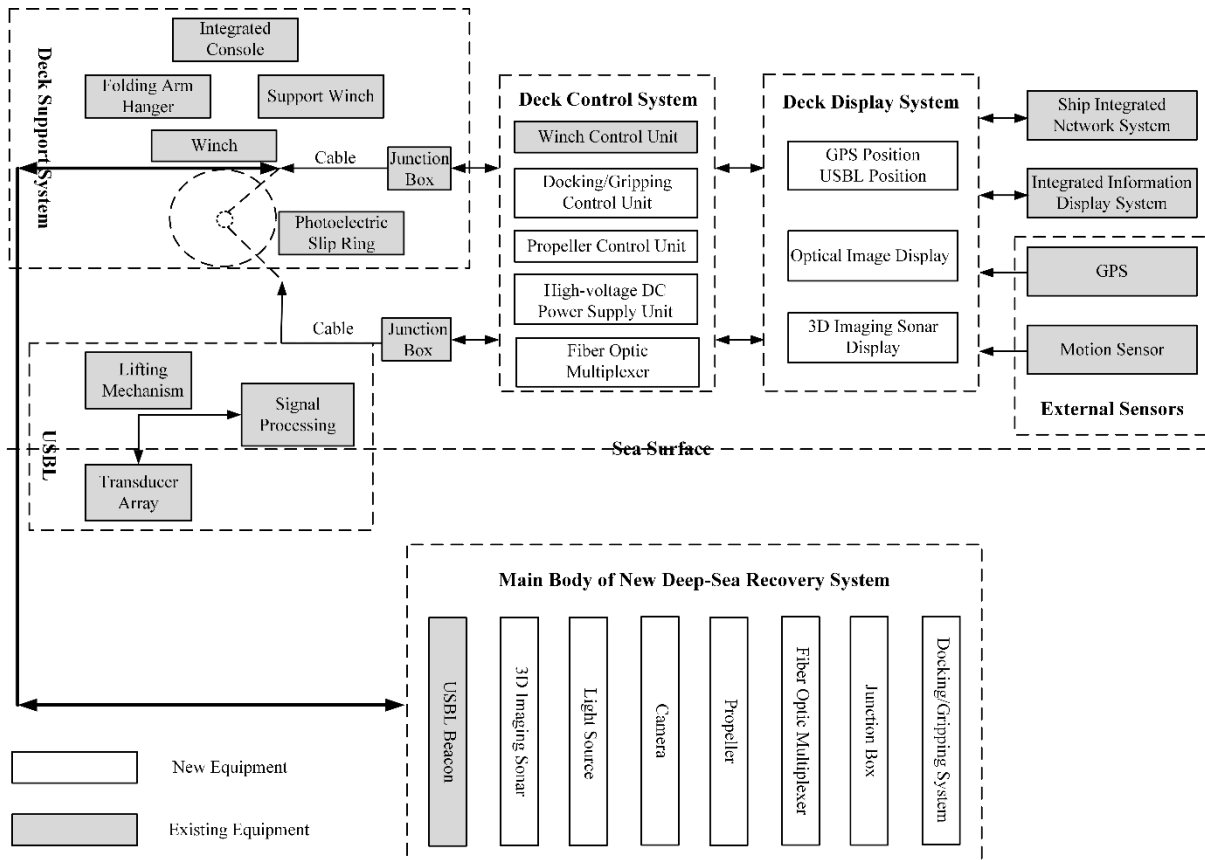 Deck Support System
Integrated
Console
Folding Arm
Hanger
Support Winch
Winch
Cable
Junction
Box
Photoelectric
Slip Ring
Cable
Junction
Box
Deck Control System
Winch Control Unit
Docking/Gripping
Control Unit
Propeller Control Unit
High-voltage DC
Power Supply Unit
Fiber Optic
Multiplexer
Deck Display System
GPS Position
USBL Position
Optical Image Display
3D Imaging Sonar
Display
Ship Integrated
Network System
Integrated Information
Display System
GPS
Motion Sensor
External Sensors
USBL
Lifting
Mechanism
Signal
Processing
Transducer
Array
Sea Surface
Main Body of New Deep-Sea Recovery System
USBL Beacon
3D Imaging Sonar
Light Source
Camera
Propeller
Fiber Optic Multiplexer
Junction Box
Docking/Gripping System
New Equipment
Existing Equipment